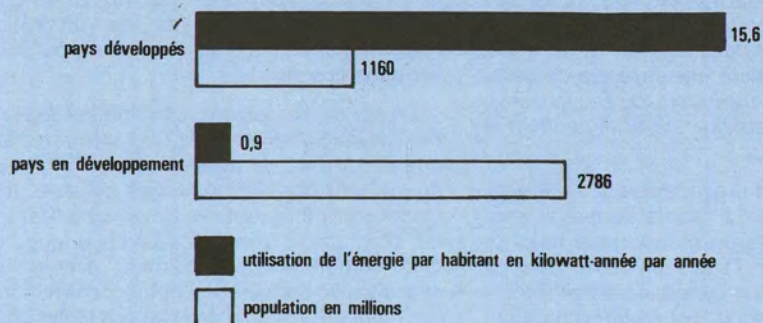 15,6
pays développés
1160
0,9
pays en développement
2786
utilisation de l'énergie par habitant en kilowatt-année par année
population en millions